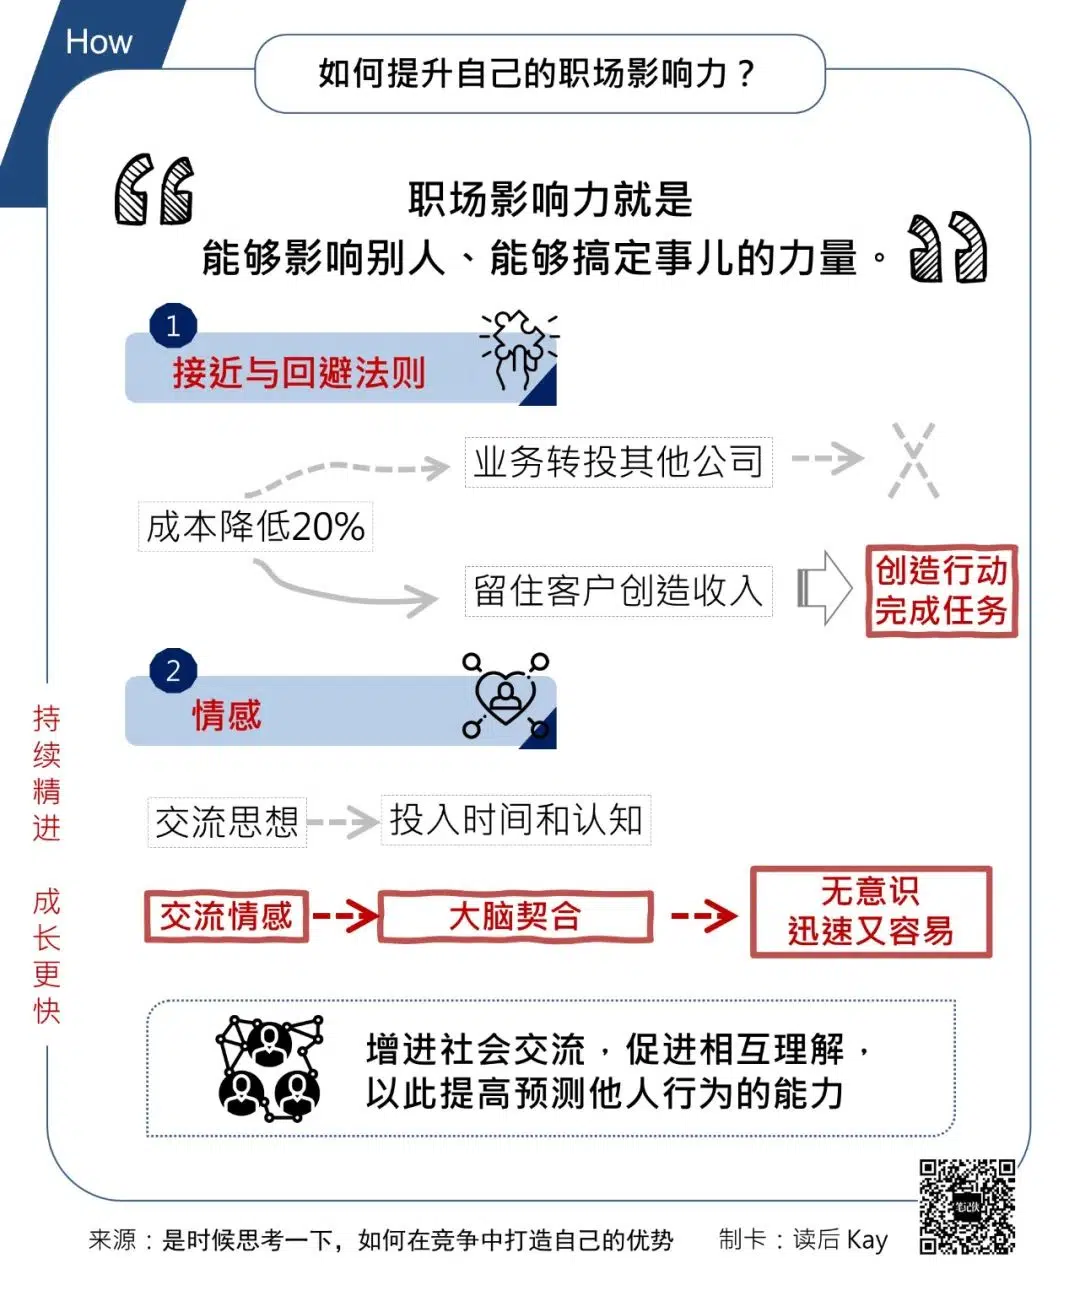 How
如何提升自己的职场影响力？
职场影响力就是
能够影响别人、能够搞定事儿的力量。
1
接近与回避法则
业务转投其他公司
成本降低20%
留住客户创造收入
创造行动
完成任务
2
情感
交流思想
投入时间和认知
交流情感
大脑契合
无意识
迅速又容易
增进社会交流，促进相互理解，
以此提高预测他人行为的能力
持续精进 成长更快
来源：是时候思考一下，如何在竞争中打造自己的优势
制卡：读后 Kay
笔记侠